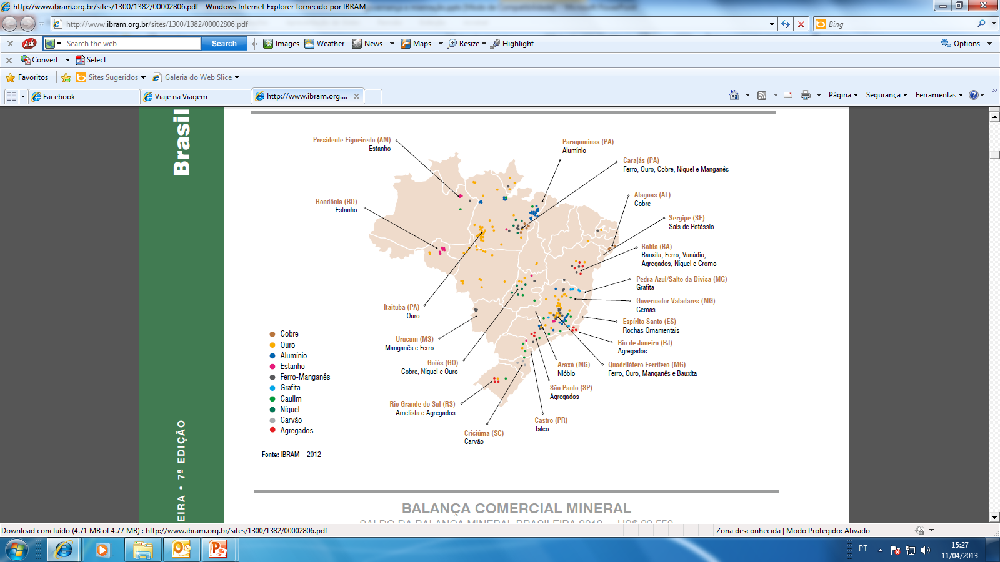 http://www.ibram.org.br/sites/1300/1382/00002806.pdf - Windows Internet Explorer fornecido por IBRAM
http://www.ibram.org.br/sites/1300/1382/00002806.pdf
Bing
x Ask Search the web Search Images Weather News Maps Resize Highlight Options
x Convert Select
Favoritos Sites Sugeridos Galeria do Web Slice
Facebook Viaje na Viagem http://www.ibram.org.... Página Segurança Ferramentas
Brasil
EIRA • 7ª EDIÇÃO
Presidente Figueiredo (AM)
Estanho
Paragominas (PA)
Alumínio
Carajás (PA)
Ferro, Ouro, Cobre, Níquel e Manganês
Rondônia (RO)
Estanho
Alagoas (AL)
Cobre
Sergipe (SE)
Sais de Potássio
Bahia (BA)
Bauxita, Ferro, Vanádio,
Agregados, Níquel e Cromo
Pedra Azul/Salto da Divisa (MG)
Grafita
Governador Valadares (MG)
Gemas
Itaituba (PA)
Ouro
Espírito Santo (ES)
Rochas Ornamentais
Urucum (MS)
Manganês e Ferro
Rio de Janeiro (RJ)
Agregados
Goiás (GO)
Cobre, Níquel e Ouro
Araxá (MG)
Nióbio
Quadrilátero Ferrífero (MG)
Ferro, Ouro, Manganês e Bauxita
São Paulo (SP)
Agregados
Rio Grande do Sul (RS)
Ametista e Agregados
Castro (PR)
Talco
Criciúma (SC)
Carvão
Cobre
Ouro
Alumínio
Estanho
Ferro-Manganês
Grafita
Caulim
Níquel
Carvão
Agregados
Fonte: IBRAM – 2012
BALANÇA COMERCIAL MINERAL
Download concluído (4.71 MB of 4.77 MB) : http://www.ibram.org.br/sites/1300/1382/00002806.pdf
Zona desconhecida | Modo Protegido: Ativado
PT
15:27
11/04/2013